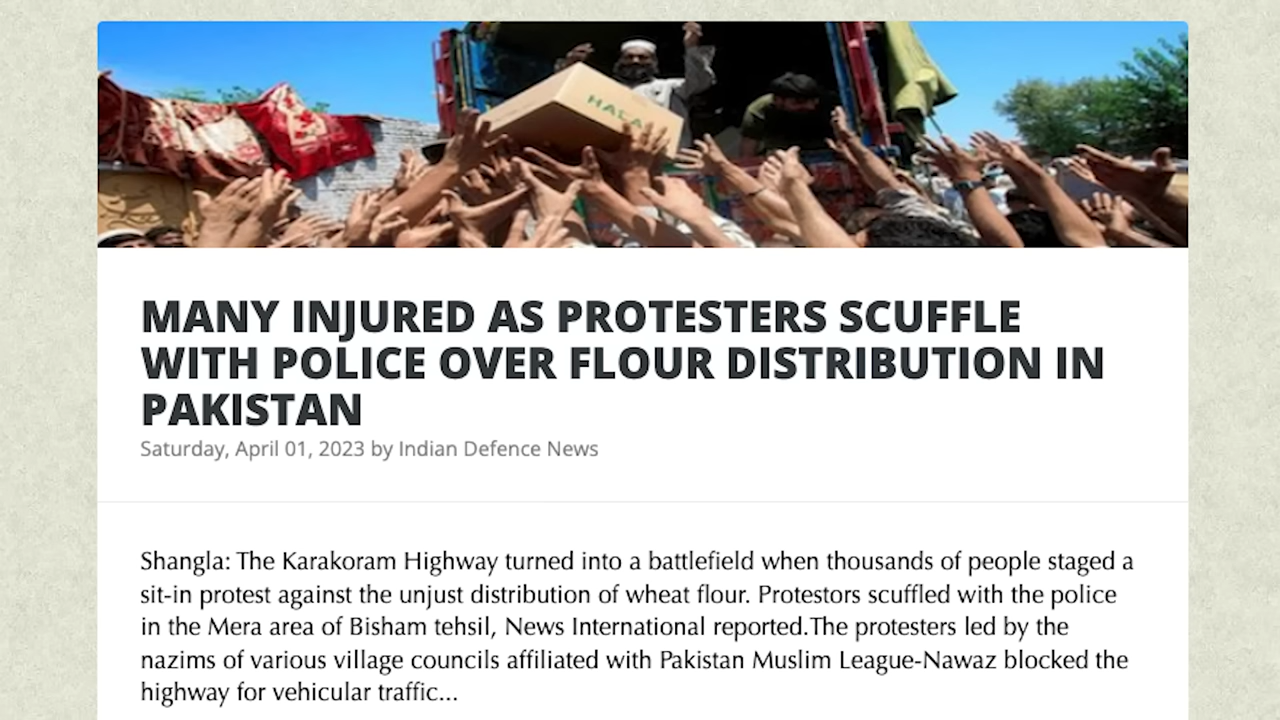 HALA
MANY INJURED AS PROTESTERS SCUFFLE
WITH POLICE OVER FLOUR DISTRIBUTION IN
PAKISTAN
Saturday, April 01, 2023 by Indian Defence News
Shangla: The Karakoram Highway turned into a battlefield when thousands of people staged a
sit-in protest against the unjust distribution of wheat flour. Protestors scuffled with the police
in the Mera area of Bisham tehsil, News International reported.The protesters led by the
nazims of various village councils affiliated with Pakistan Muslim League-Nawaz blocked the
highway for vehicular traffic...